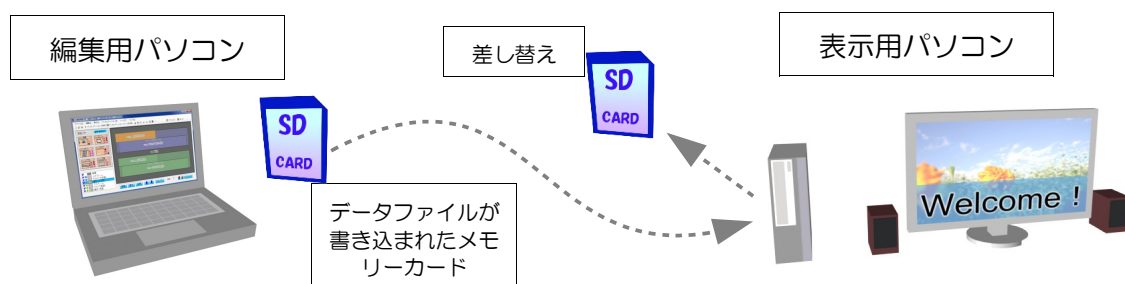 編集用パソコン
差し替え
表示用パソコン
SD
CARD
SD
CARD
データファイルが
書き込まれたメモ
リーカード
Welcome !